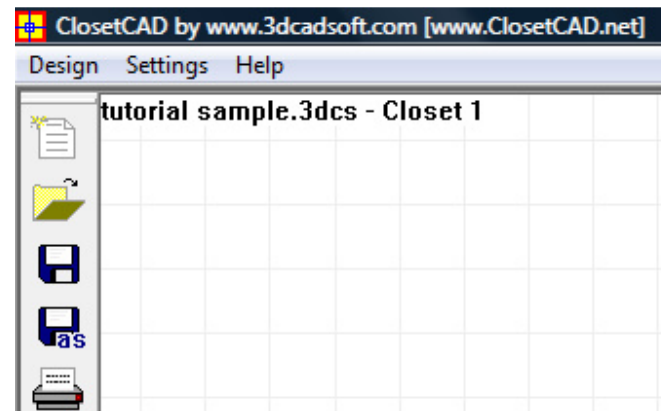 ClosetCAD by www.3dcadsoft.com [www.ClosetCAD.net]
Design Settings Help
tutorial sample.3dcs - Closet 1
as